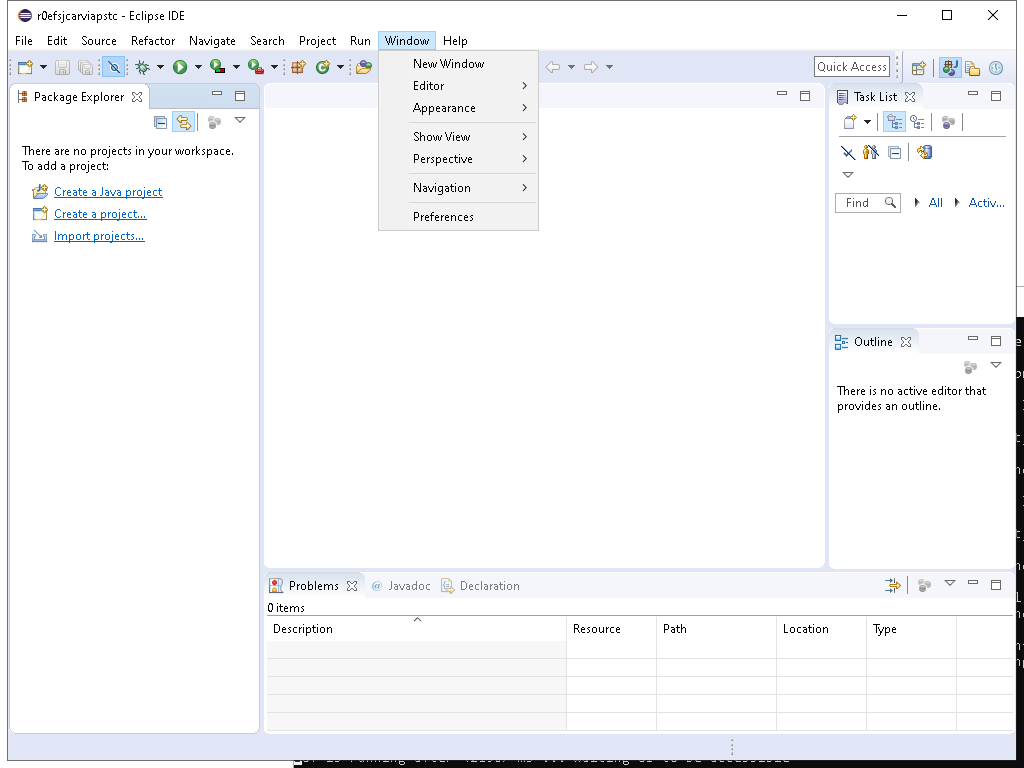 r0efsjcarviapstc - Eclipse IDE
File Edit Source Refactor Navigate Search Project Run Window Help
New Window
Editor
Appearance
Show View
Perspective
Navigation
Preferences
Quick Access
Package Explorer
There are no projects in your workspace.
To add a project:
Create a Java project
Create a project...
Import projects...
Task List
Find All Activ...
Outline
There is no active editor that
provides an outline.
Problems @ Javadoc Declaration
0 items
Description Resource Path Location Type